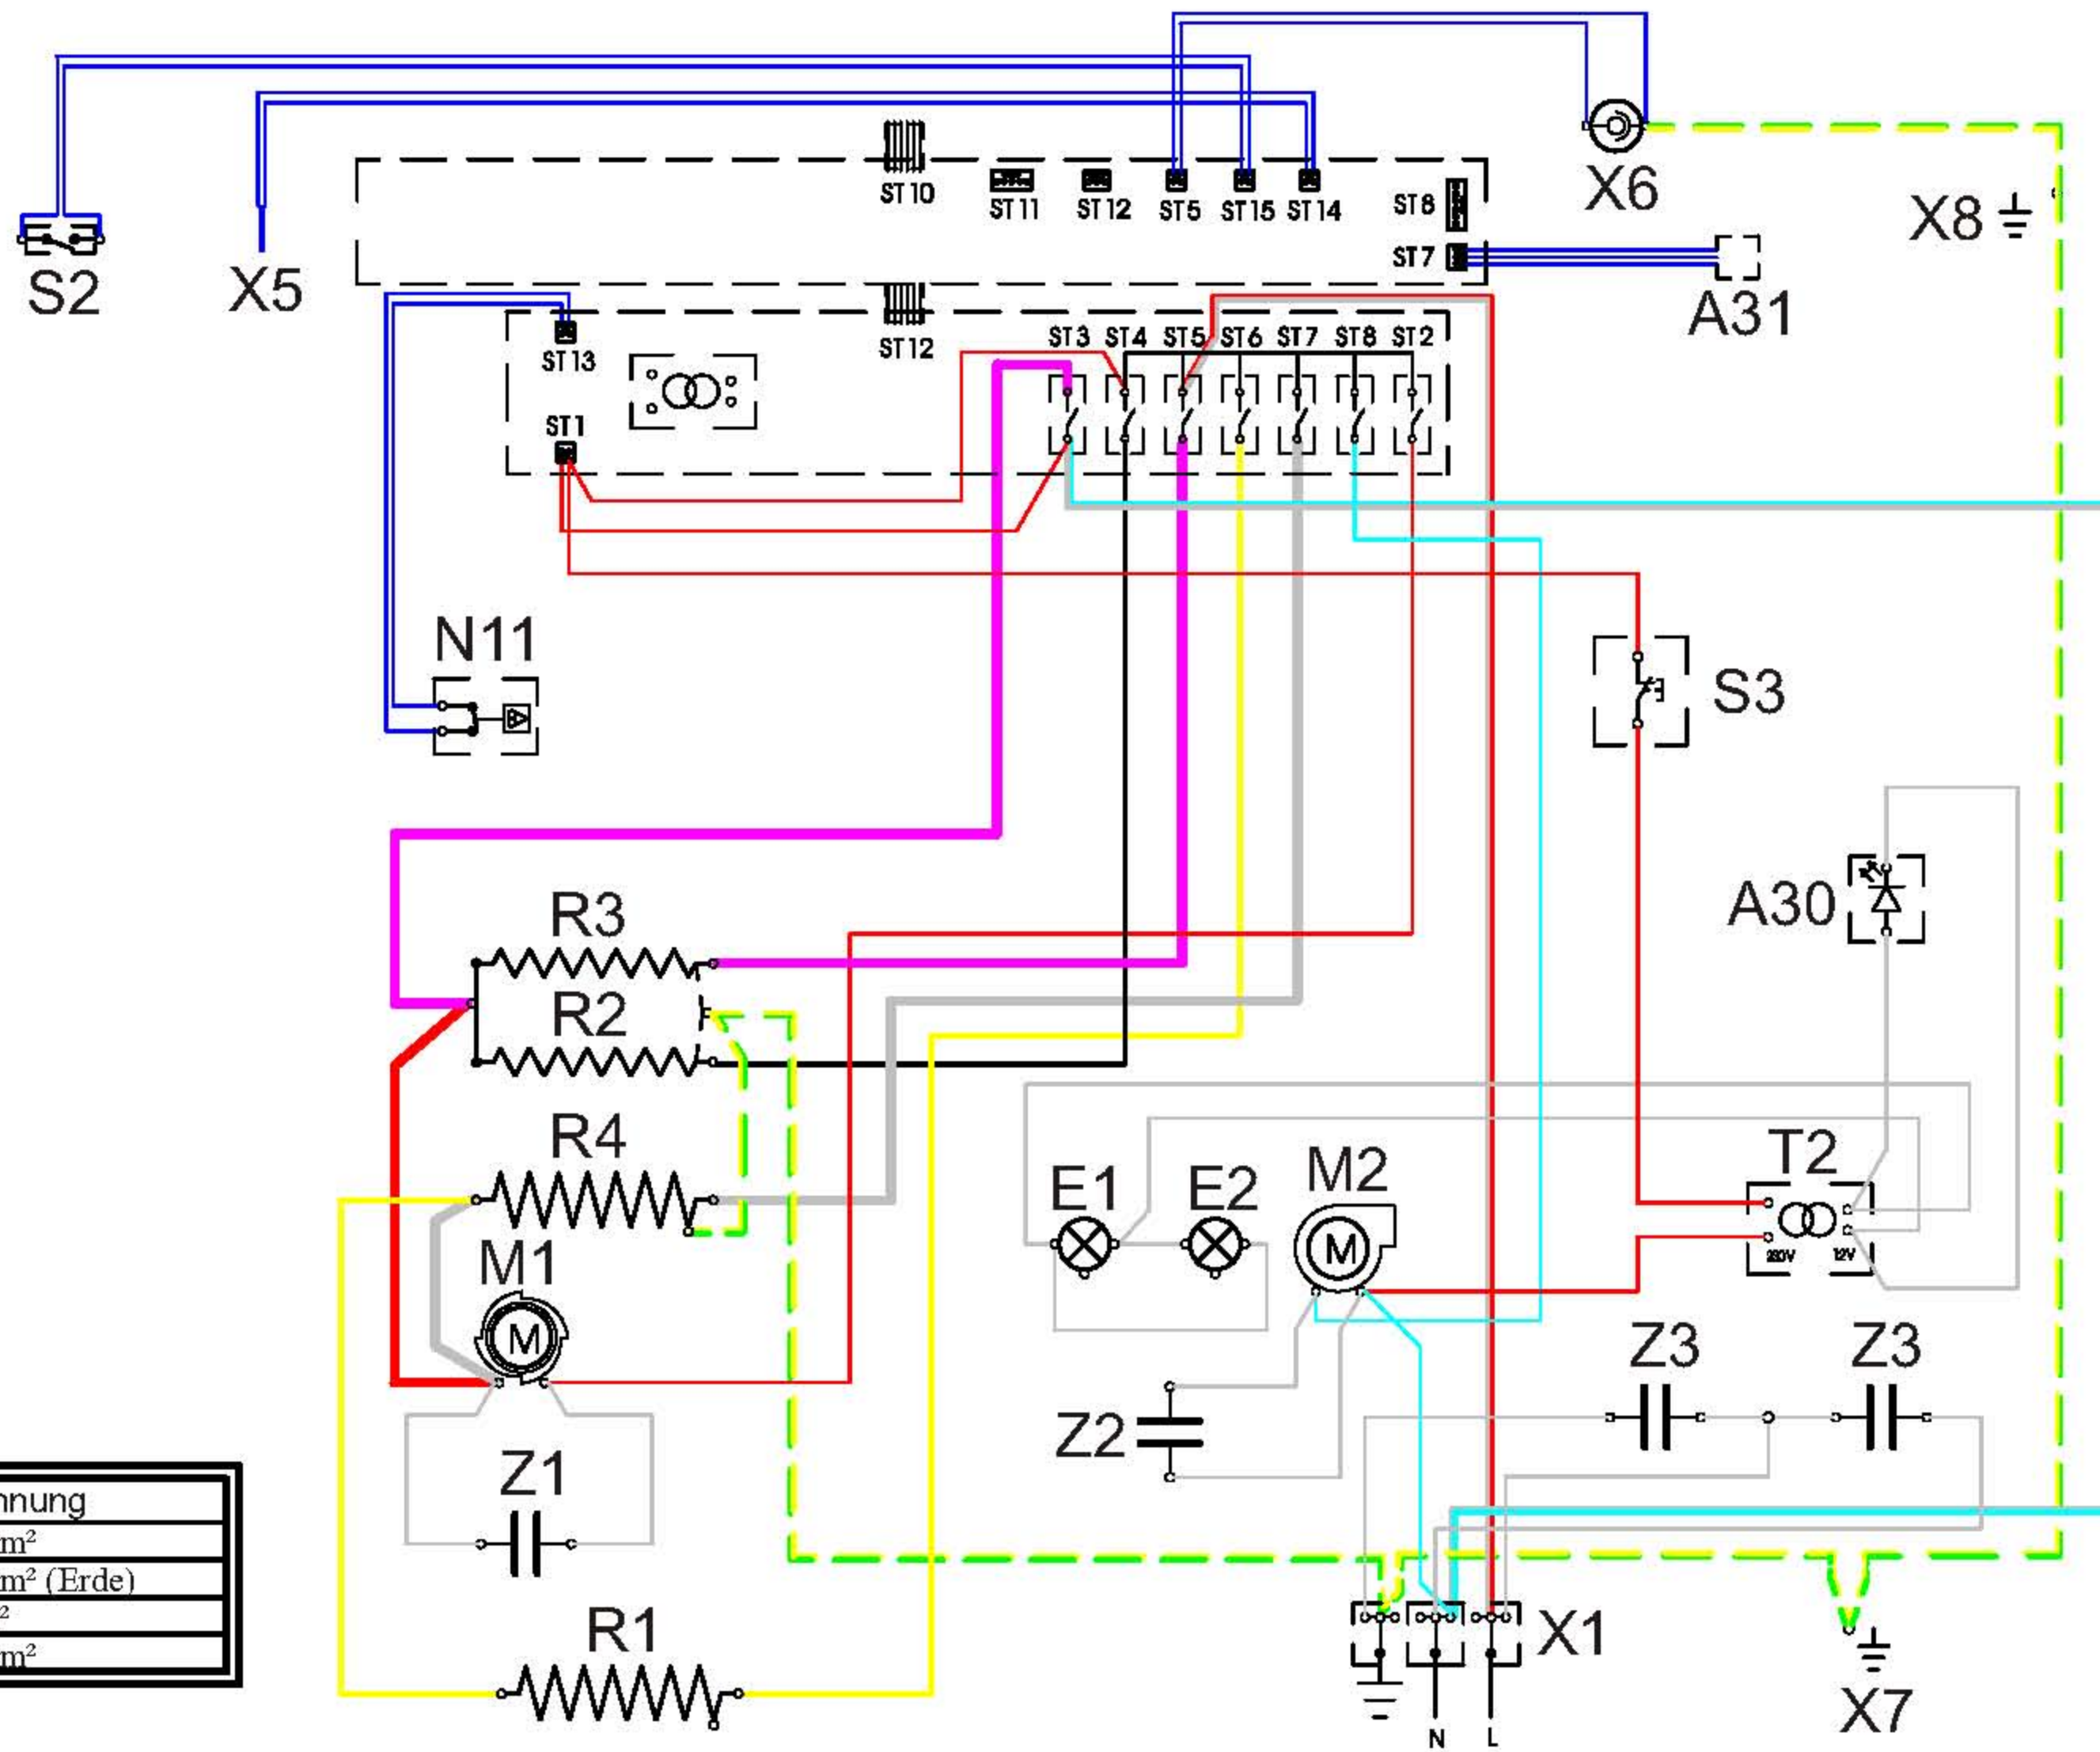 X6
ST10
ST11 ST12 ST5 ST15 ST14 ST8
X8
ST7
S2 X5 A31
ST13 ST12 ST3 ST4 ST5 ST6 ST7 ST8 ST2
ST1
N11
S3
R3 A30
R2
R4 T2
E1 E2 M2
M
230V 12V
M1
M
Z3 Z3
Z2
Z1
nnung
m²
m² (Erde)
²
m²
R1 X1
X7
N L